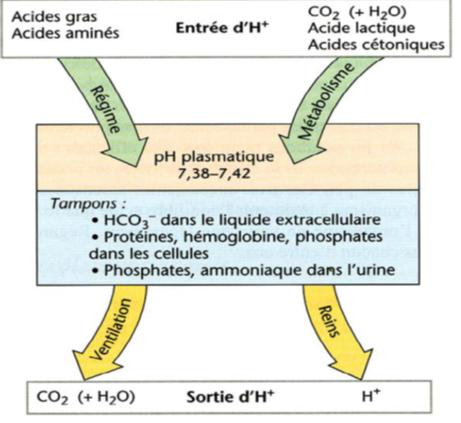 Acides gras
Acides aminés
Entrée d'H⁺
CO₂ (+ H₂O)
Acide lactique
Acides cétoniques
Régime
Métabolisme
pH plasmatique
7,38–7,42
Tampons :
• HCO₃⁻ dans le liquide extracellulaire
• Protéines, hémoglobine, phosphates
dans les cellules
• Phosphates, ammoniaque dans l'urine
Ventilation
Reins
CO₂ (+ H₂O)
Sortie d'H⁺
H⁺